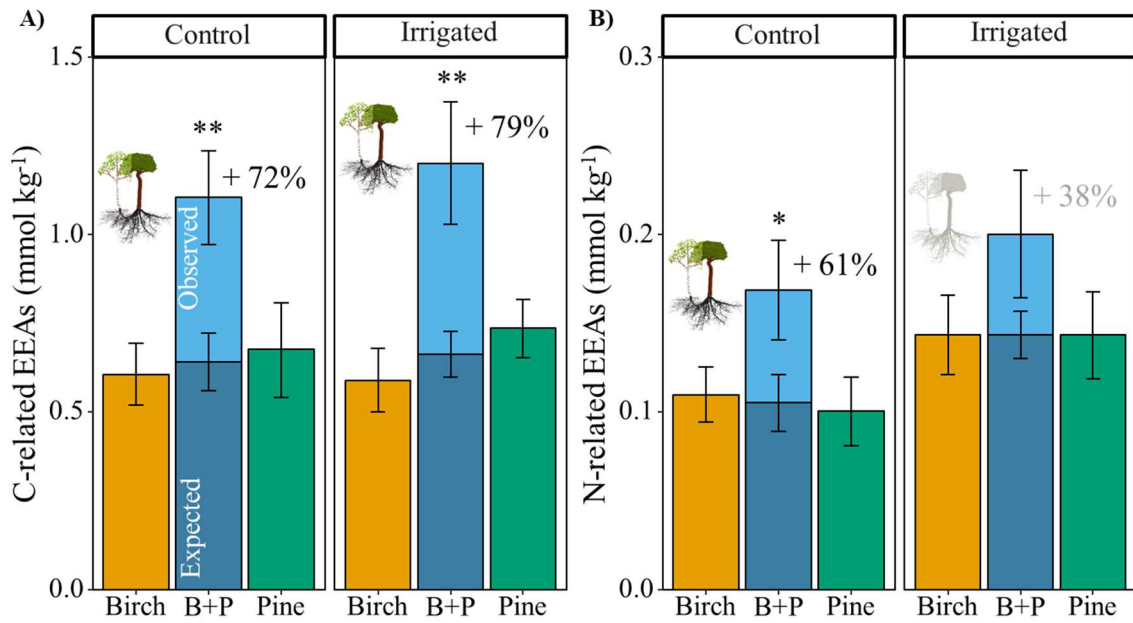 A)
Control
Irrigated
C-related EEAs (mmol kg⁻¹)
1.5
1.0
0.5
0.0
**
+ 72%
Observed
Expected
**
+ 79%
Birch B+P Pine
Birch B+P Pine
B)
Control
Irrigated
N-related EEAs (mmol kg⁻¹)
0.3
0.2
0.1
0.0
*
+ 61%
+ 38%
Birch B+P Pine
Birch B+P Pine